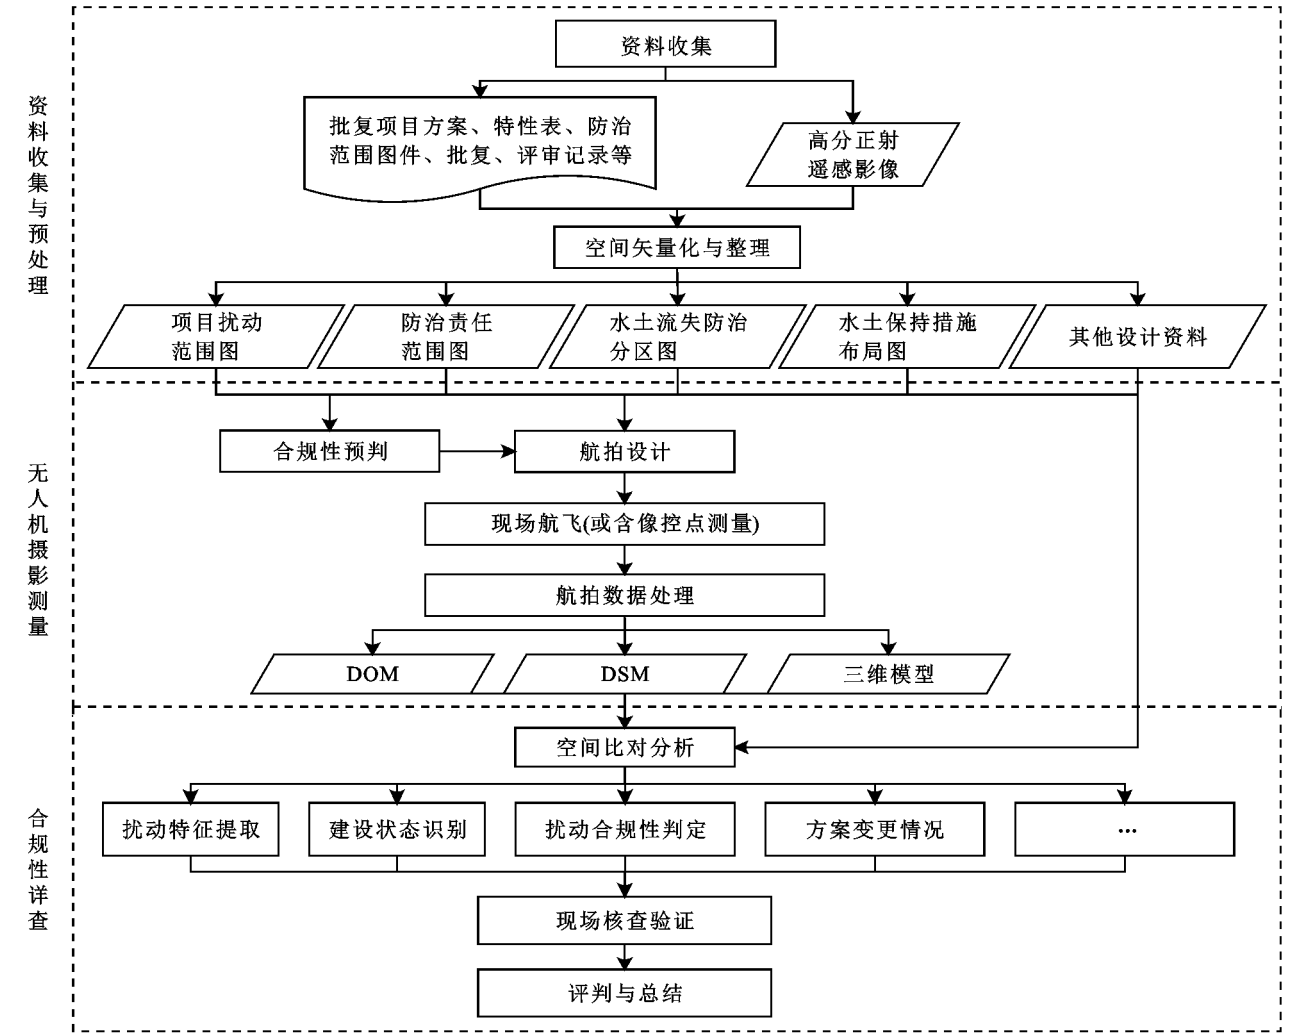 资料收集与预处理
资料收集
批复项目方案、特性表、防治
范围图件、批复、评审记录等
高分正射
遥感影像
空间矢量化与整理
项目扰动
范围图
防治责任
范围图
水土流失防治
分区图
水土保持措施
布局图
其他设计资料
无人机摄影测量
合规性预判
航拍设计
现场航飞(或含像控点测量)
航拍数据处理
DOM
DSM
三维模型
合规性详查
空间比对分析
扰动特征提取
建设状态识别
扰动合规性判定
方案变更情况
…
现场核查验证
评判与总结